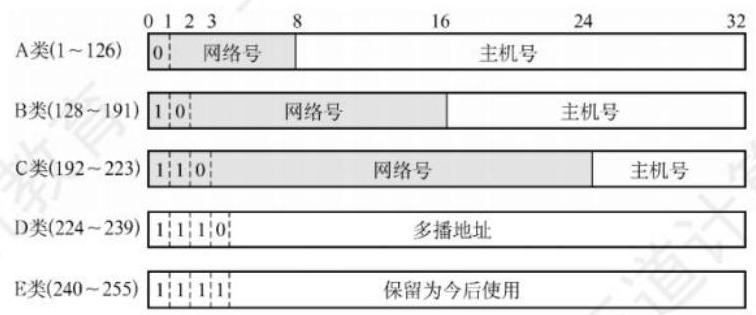 0 1 2 3 8 16 24 32
A类(1~126) 0 网络号 主机号
B类(128~191) 1 0 网络号 主机号
C类(192~223) 1 1 0 网络号 主机号
D类(224~239) 1 1 1 0 多播地址
E类(240~255) 1 1 1 1 保留为今后使用